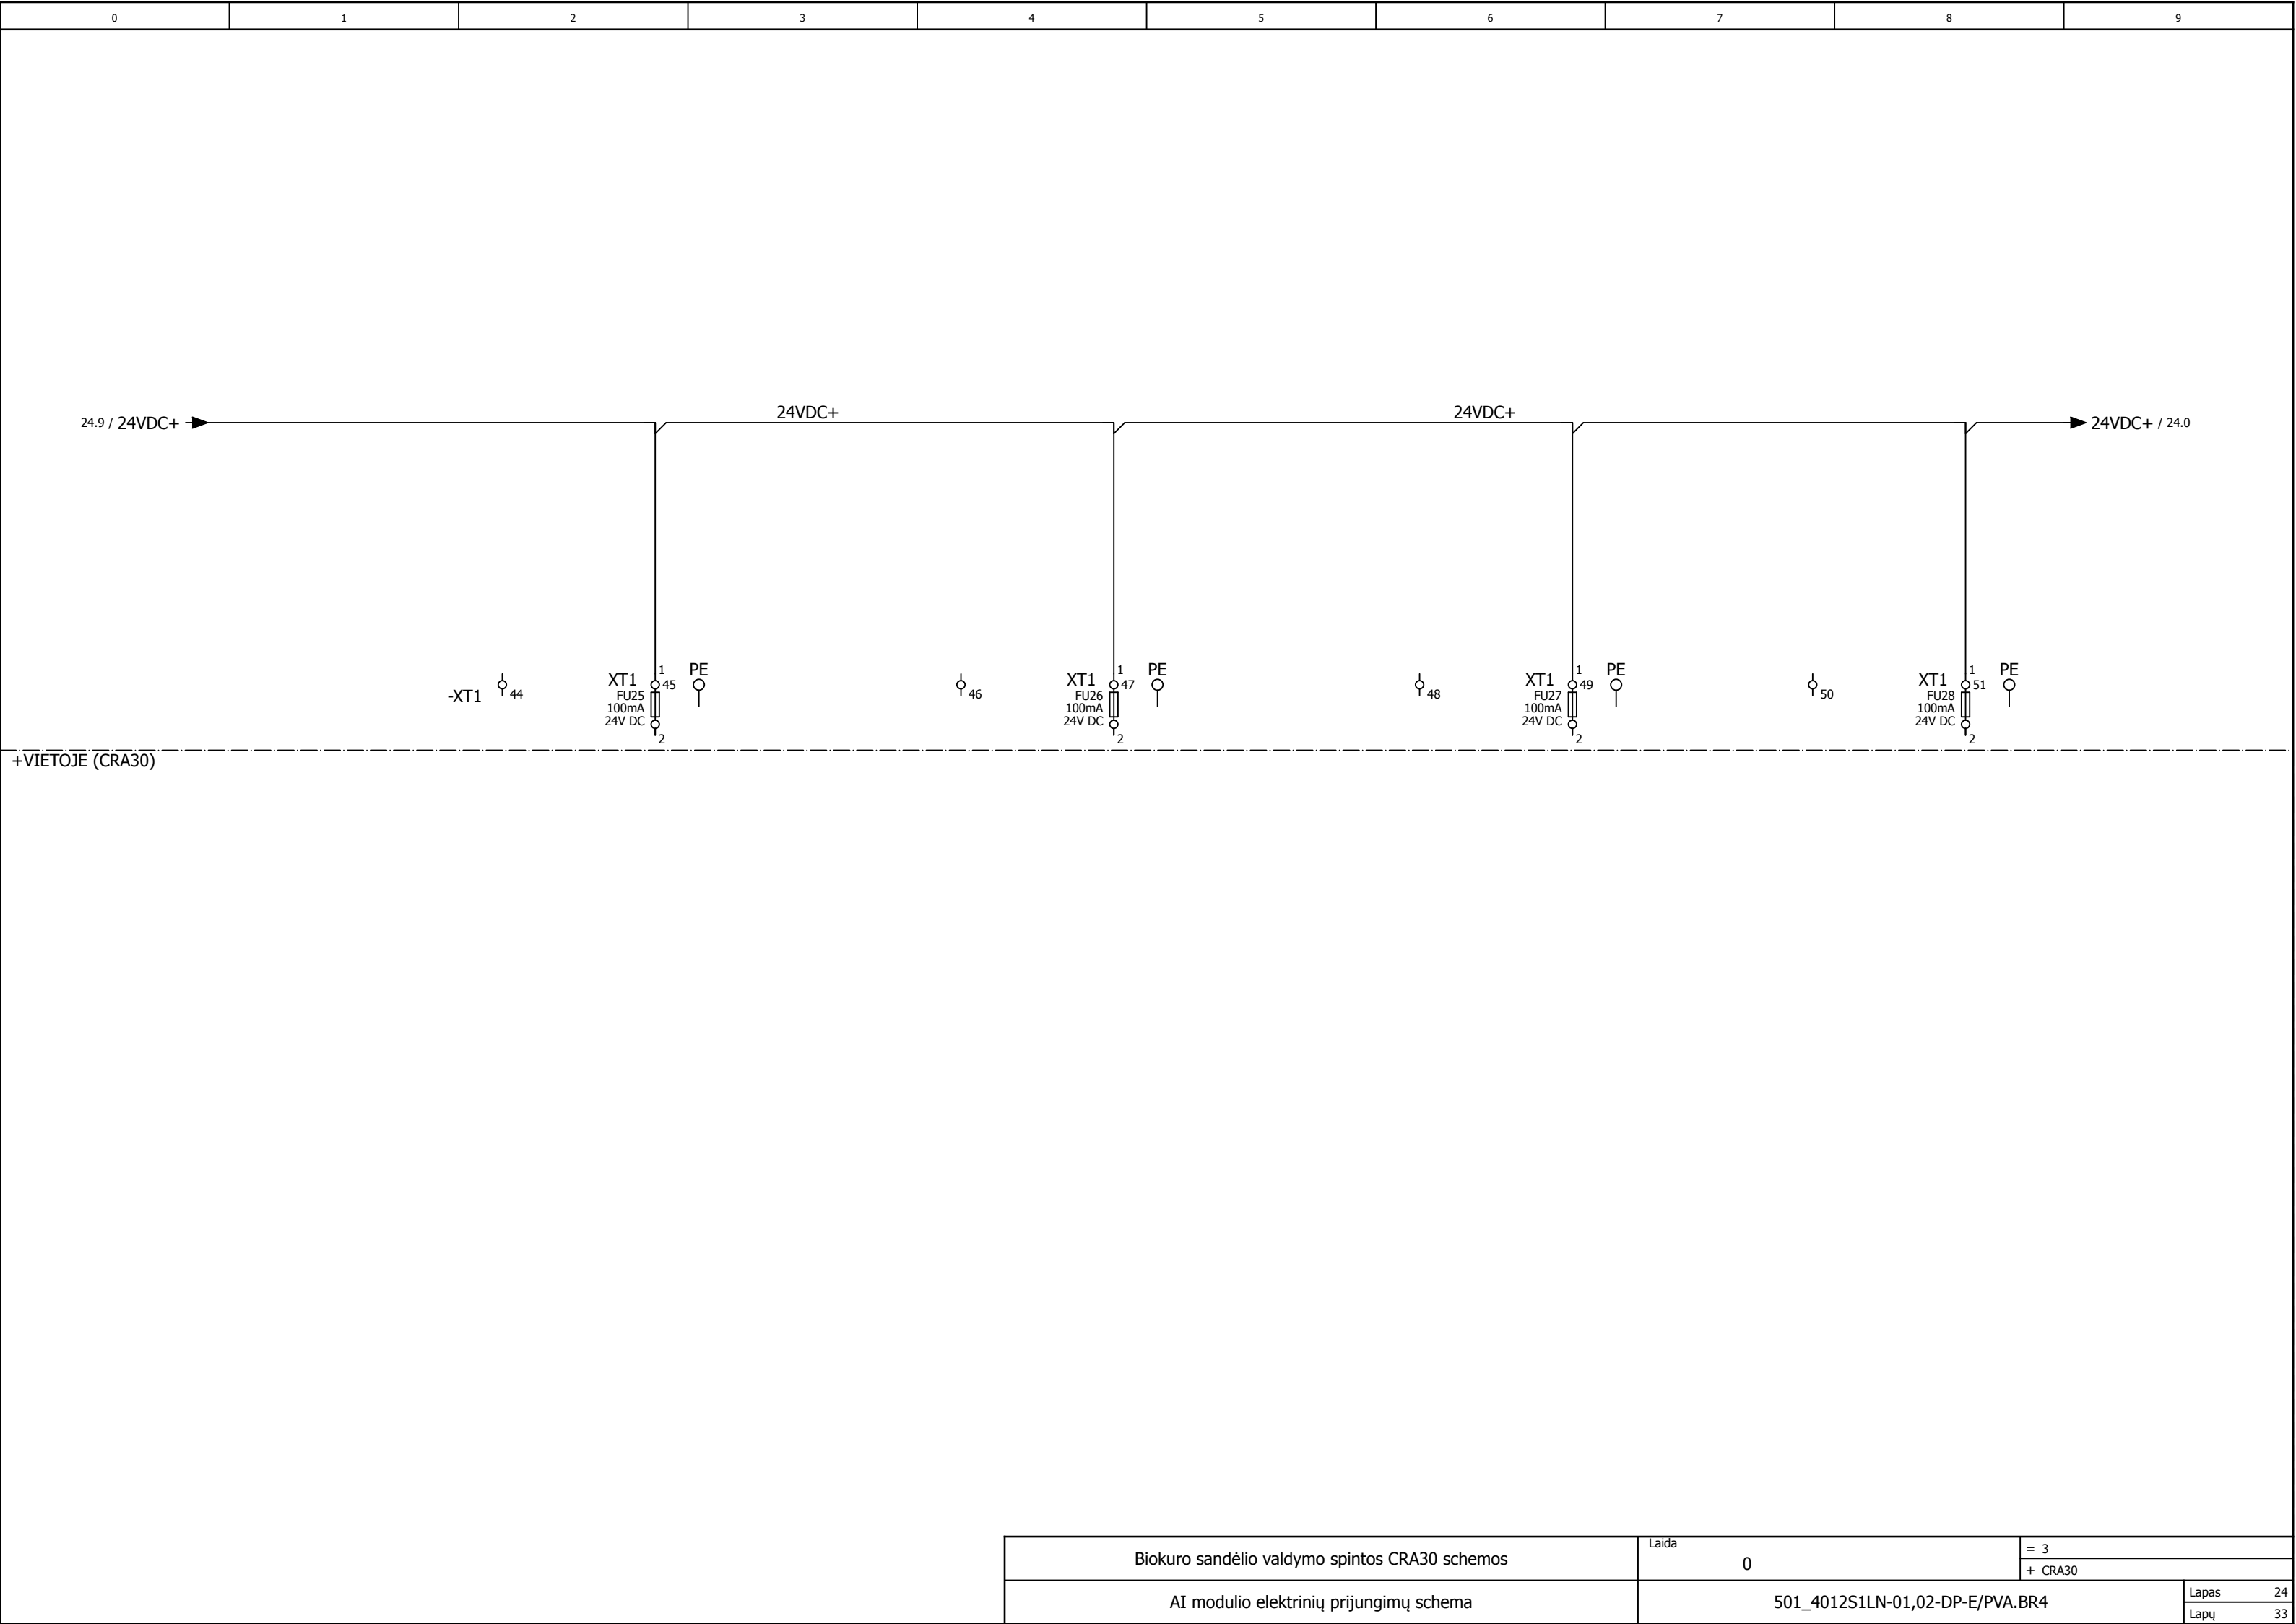 0 1 2 3 4 5 6 7 8 9
24VDC+ 24VDC+
24.9 / 24VDC+ 24VDC+ / 24.0
-XT1 44
XT1 1 45 PE
FU25
100mA
24V DC
2
46
XT1 1 47 PE
FU26
100mA
24V DC
2
48
XT1 1 49 PE
FU27
100mA
24V DC
2
50
XT1 1 51 PE
FU28
100mA
24V DC
2
+VIETOJE (CRA30)
Biokuro sandėlio valdymo spintos CRA30 schemos
Laida
0
= 3
+ CRA30
AI modulio elektrinių prijungimų schema
501_4012S1LN-01,02-DP-E/PVA.BR4
Lapas 24
Lapų 33